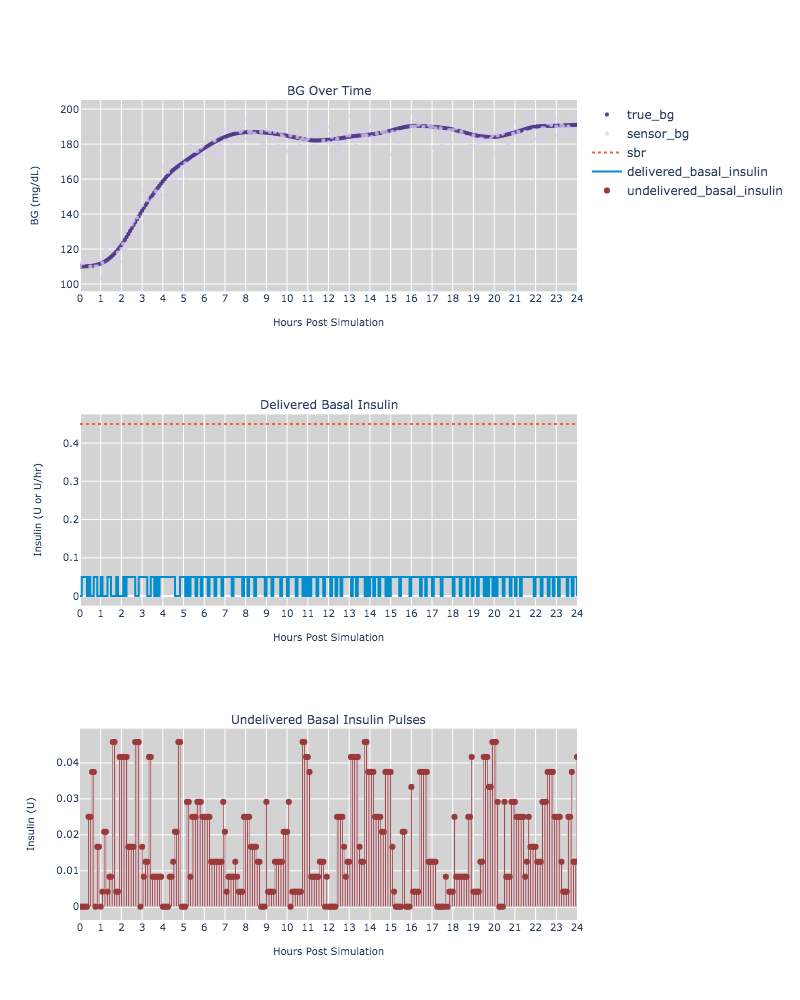 BG Over Time
200
180
160
140
120
100
BG (mg/dL)
0 1 2 3 4 5 6 7 8 9 10 11 12 13 14 15 16 17 18 19 20 21 22 23 24
Hours Post Simulation
true_bg
sensor_bg
sbr
delivered_basal_insulin
undelivered_basal_insulin
Delivered Basal Insulin
0.4
0.3
0.2
0.1
0
Insulin (U or U/hr)
0 1 2 3 4 5 6 7 8 9 10 11 12 13 14 15 16 17 18 19 20 21 22 23 24
Hours Post Simulation
Undelivered Basal Insulin Pulses
0.04
0.03
0.02
0.01
0
Insulin (U)
0 1 2 3 4 5 6 7 8 9 10 11 12 13 14 15 16 17 18 19 20 21 22 23 24
Hours Post Simulation